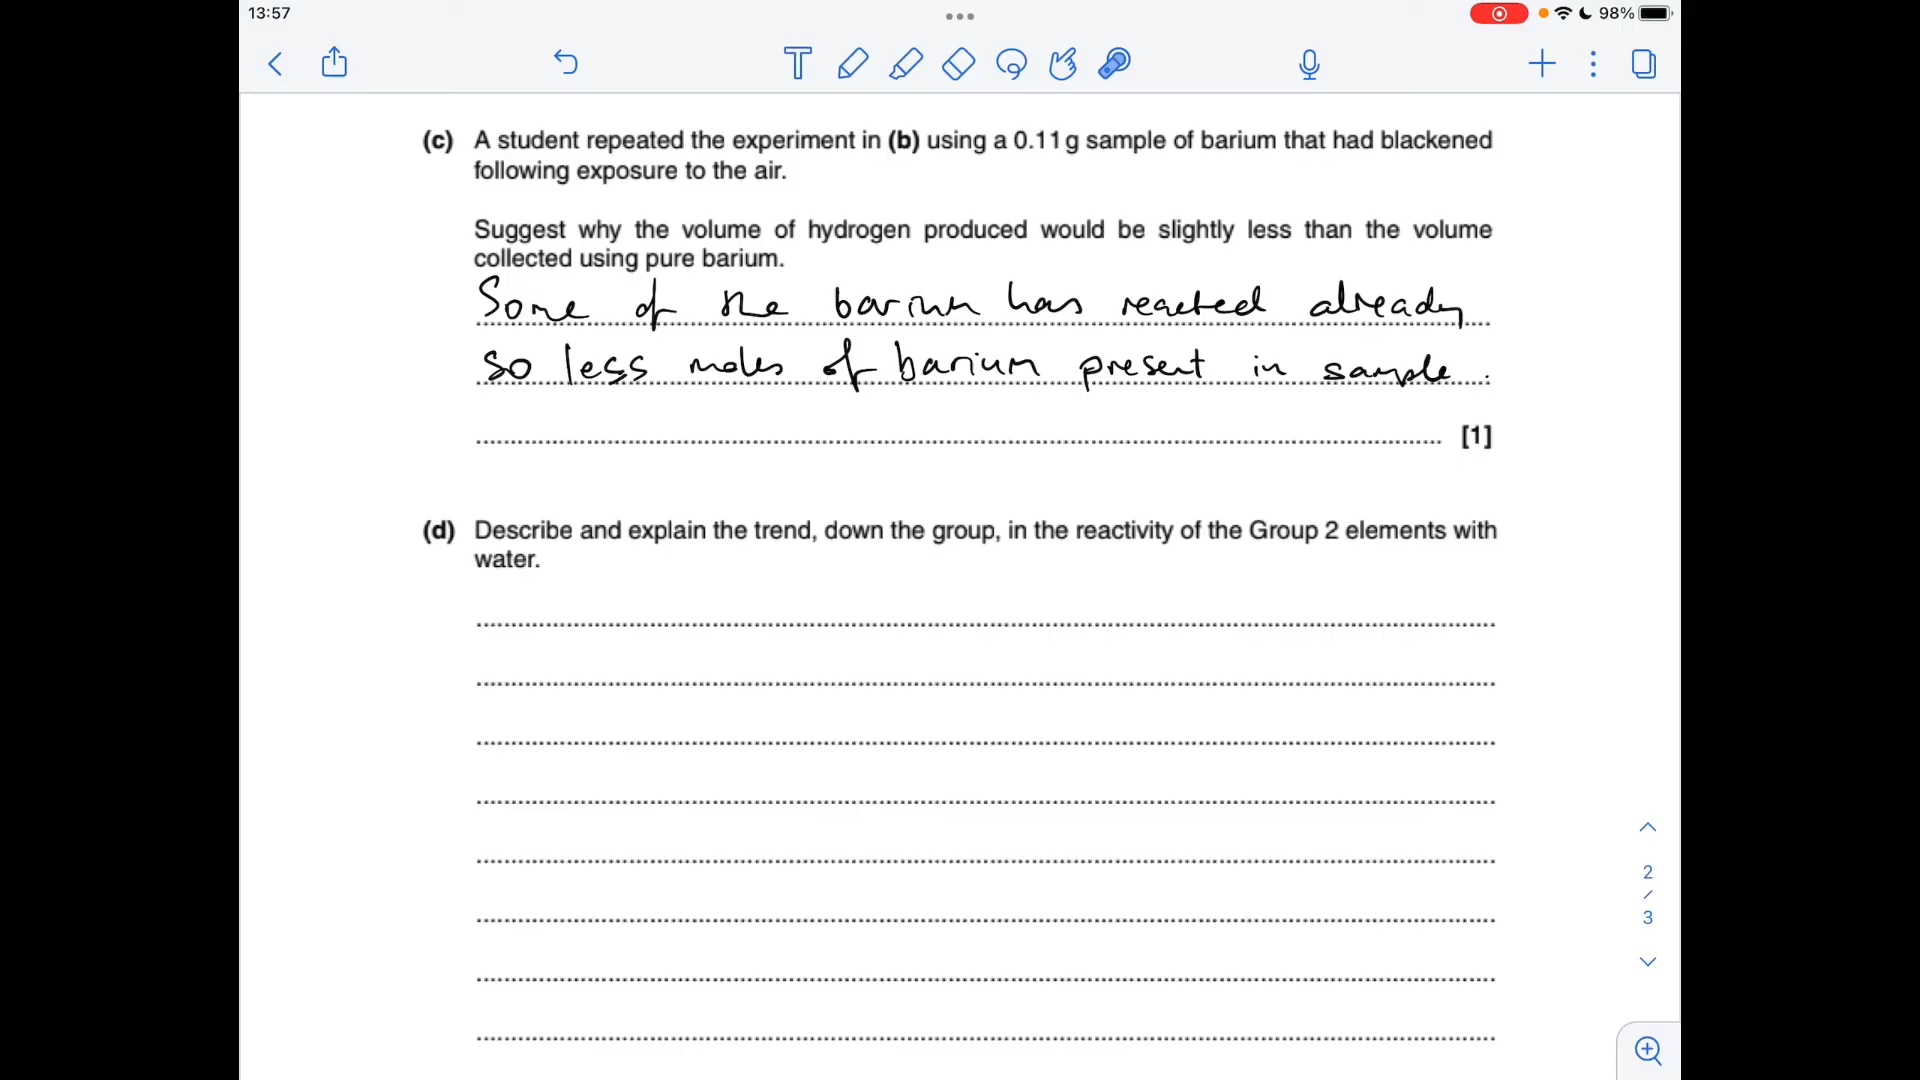 13:57
98%
(c) A student repeated the experiment in (b) using a 0.11 g sample of barium that had blackened
following exposure to the air.
Suggest why the volume of hydrogen produced would be slightly less than the volume
collected using pure barium.
Some of the barium has reacted already
so less moles of barium present in sample.
[1]
(d) Describe and explain the trend, down the group, in the reactivity of the Group 2 elements with
water.
2
/
3